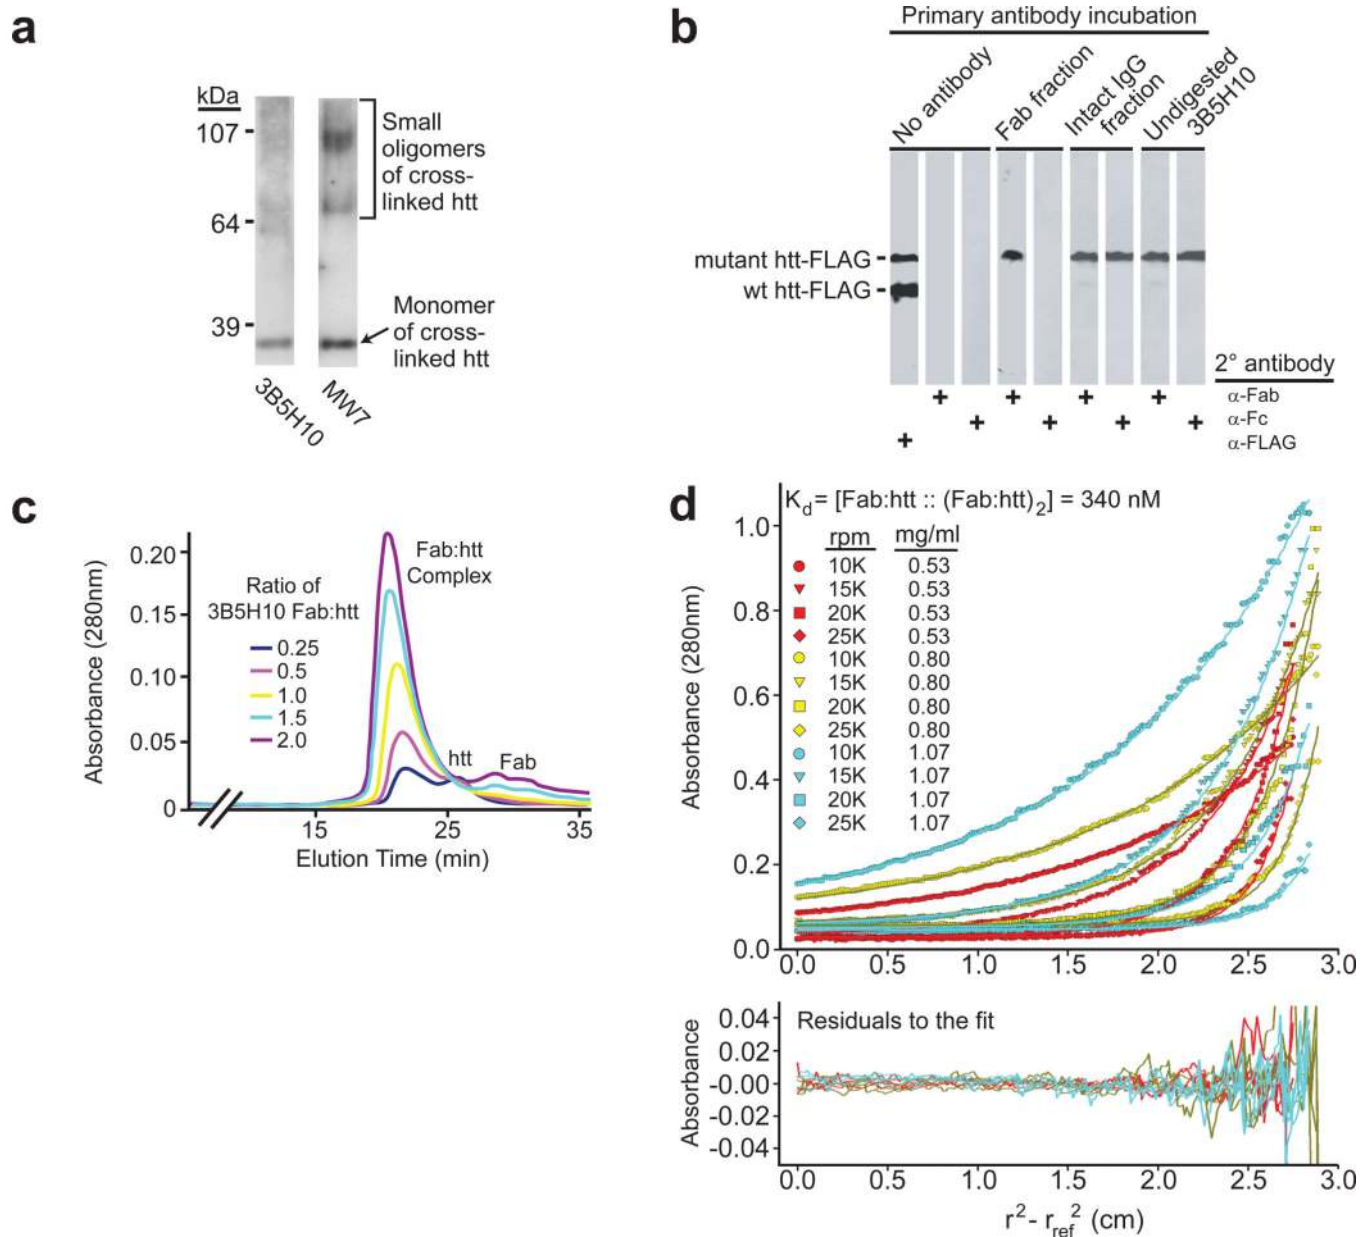 a
kDa
107
64
39
Small
oligomers
of cross-
linked htt
Monomer
of cross-
linked htt
3B5H10
MW7
b
Primary antibody incubation
No antibody
Fab fraction
Intact IgG
fraction
Undigested
3B5H10
mutant htt-FLAG
wt htt-FLAG
2° antibody
α-Fab
+ + + +
α-Fc
+ + + +
α-FLAG
+
c
Absorbance (280nm)
0.20
0.15
0.10
0.05
0
Ratio of
3B5H10 Fab:htt
0.25
0.5
1.0
1.5
2.0
Fab:htt
Complex
htt
Fab
15 25 35
Elution Time (min)
d
K_d = [Fab:htt :: (Fab:htt)_2] = 340 nM
rpm mg/ml
10K 0.53
15K 0.53
20K 0.53
25K 0.53
10K 0.80
15K 0.80
20K 0.80
25K 0.80
10K 1.07
15K 1.07
20K 1.07
25K 1.07
Absorbance (280nm)
1.0
0.8
0.6
0.4
0.2
0.0
0.0 0.5 1.0 1.5 2.0 2.5 3.0
Residuals to the fit
Absorbance
0.04
0.02
-0.00
-0.02
-0.04
0.0 0.5 1.0 1.5 2.0 2.5 3.0
r² - r_ref² (cm)